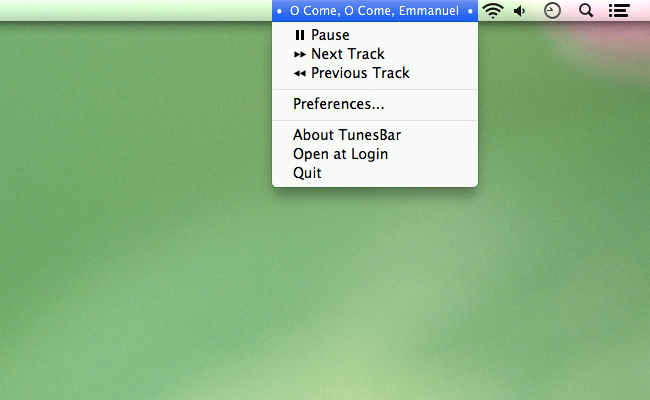 • O Come, O Come, Emmanuel •
Pause
Next Track
Previous Track
Preferences...
About TunesBar
Open at Login
Quit